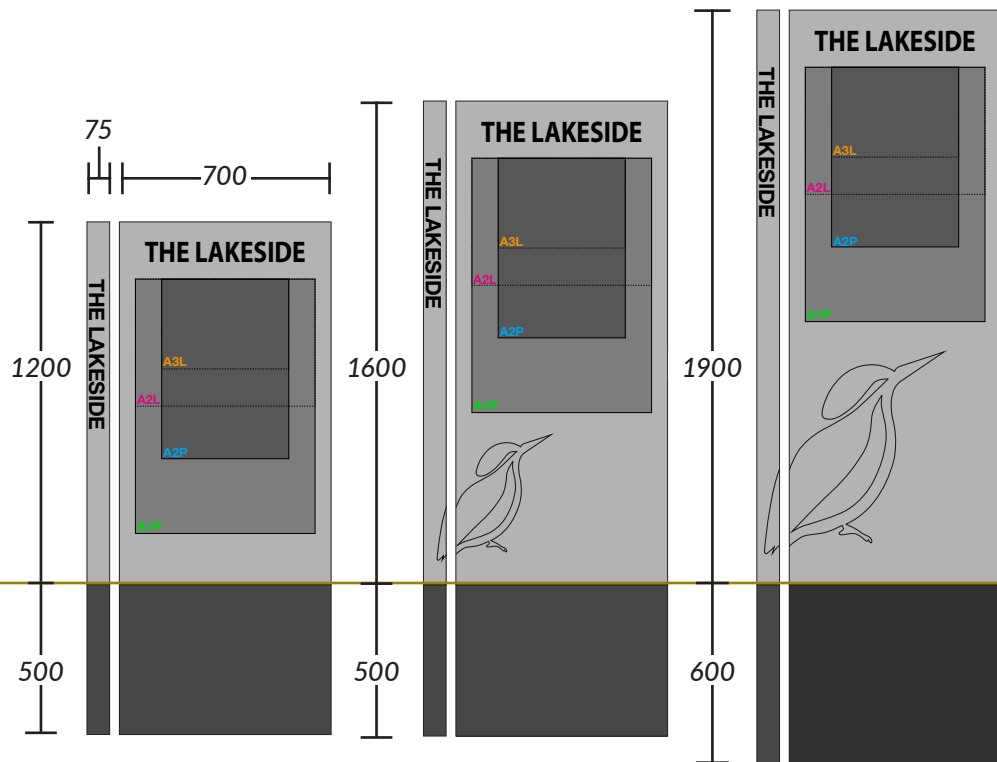 75
700
1200
500
THE LAKESIDE
THE LAKESIDE
A3L
A2L
A2P
A1P
1600
500
THE LAKESIDE
THE LAKESIDE
A3L
A2L
A2P
A1P
1900
600
THE LAKESIDE
THE LAKESIDE
A3L
A2L
A2P
A1P